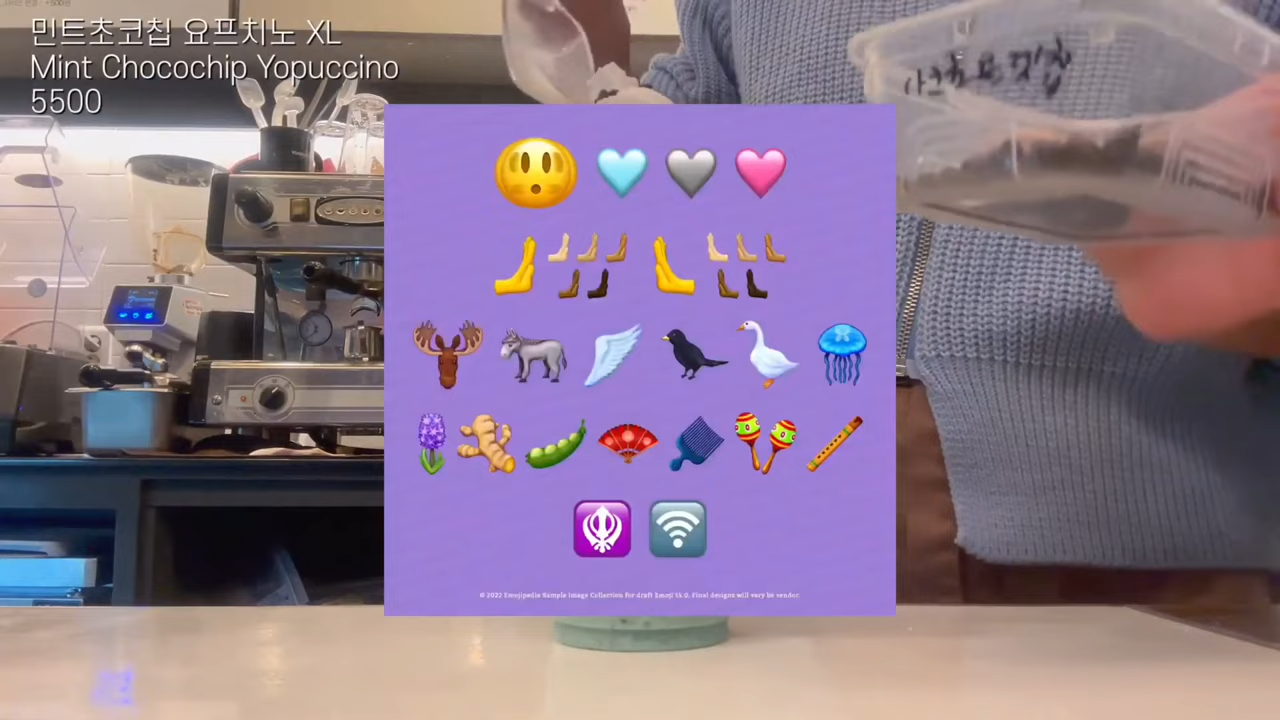 민트초코칩 요프치노 XL
Mint Chocochip Yopuccino
5500
© 2022 Emojipedia Sample Image Collection for draft Emoji 15.0. Final designs will vary by vendor.